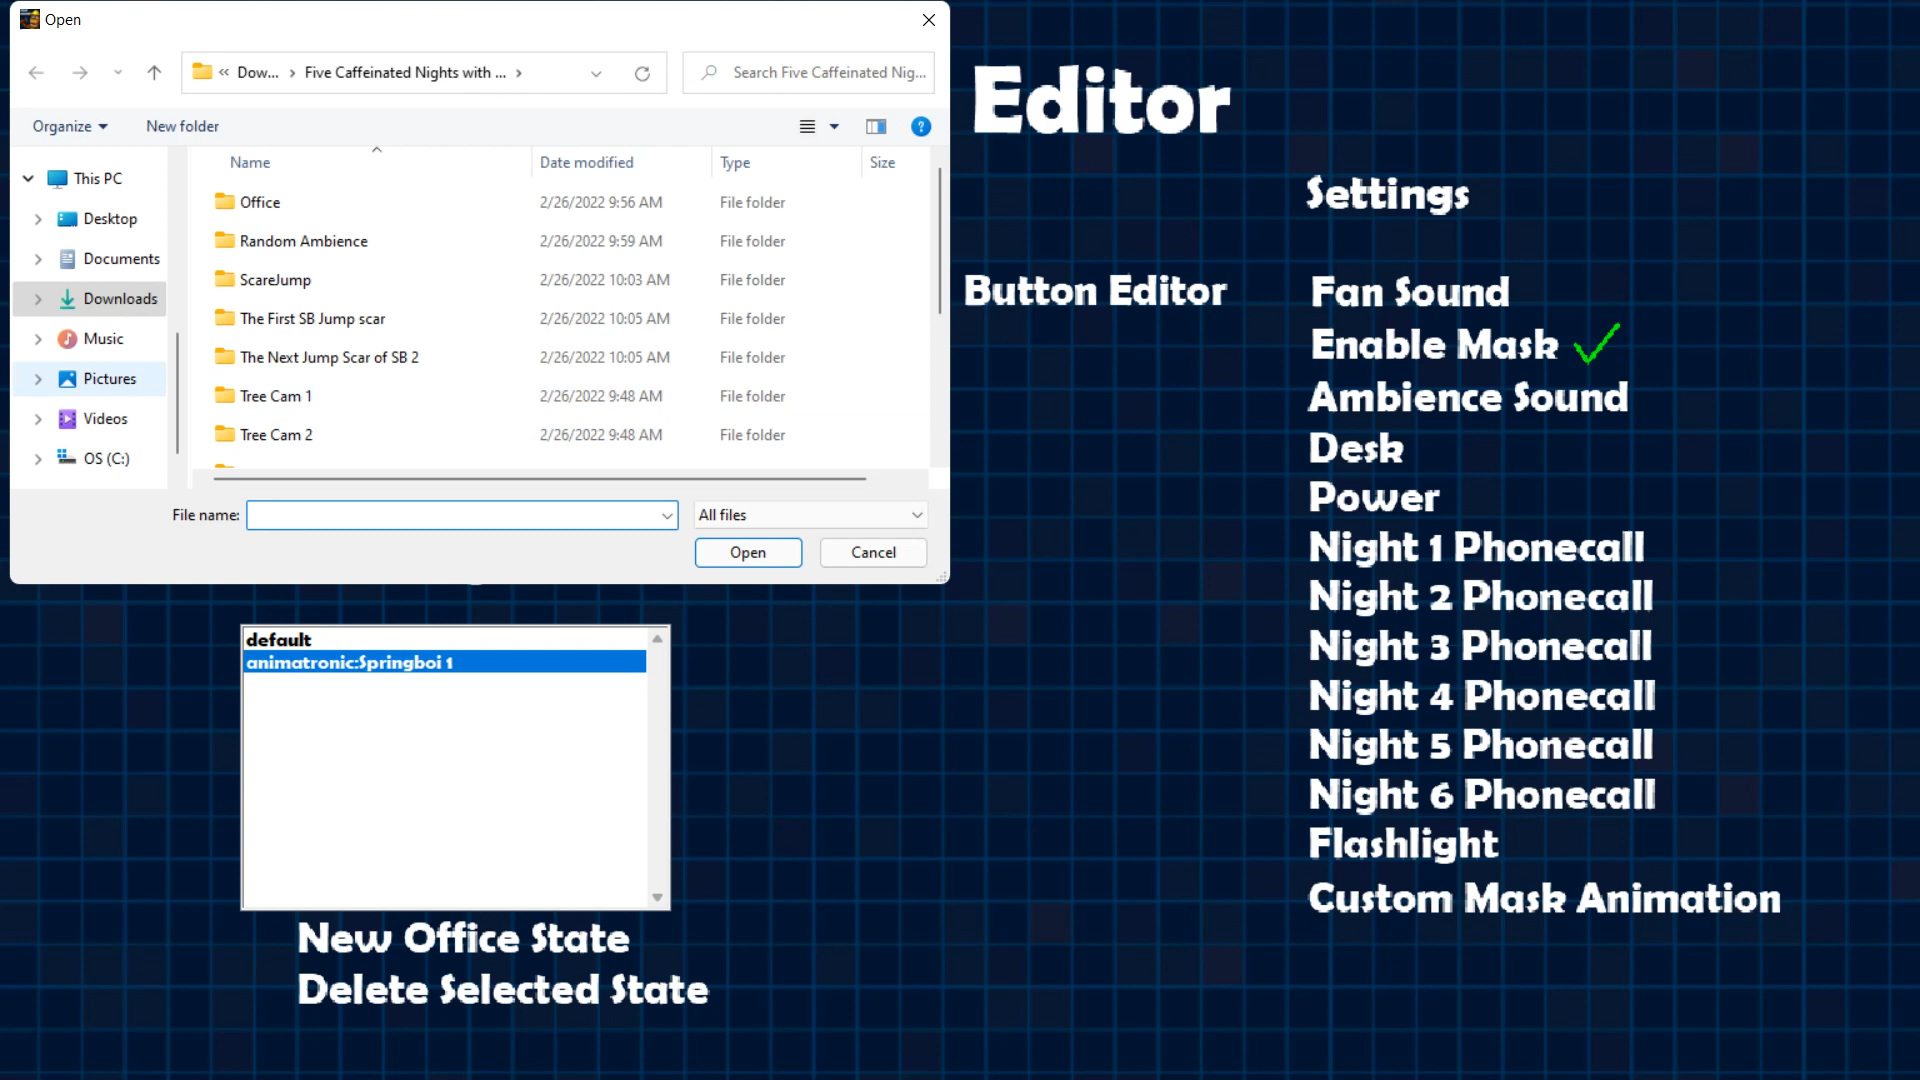 Open
« Dow... > Five Caffeinated Nights with ... >
Search Five Caffeinated Nig...
Organize
New folder
Name
Date modified
Type
Size
This PC
Desktop
Documents
Downloads
Music
Pictures
Videos
OS (C:)
Office 2/26/2022 9:56 AM File folder
Random Ambience 2/26/2022 9:59 AM File folder
ScareJump 2/26/2022 10:03 AM File folder
The First SB Jump scar 2/26/2022 10:05 AM File folder
The Next Jump Scar of SB 2 2/26/2022 10:05 AM File folder
Tree Cam 1 2/26/2022 9:48 AM File folder
Tree Cam 2 2/26/2022 9:48 AM File folder
File name:
All files
Open
Cancel
Editor
Settings
Button Editor
Fan Sound
Enable Mask
Ambience Sound
Desk
Power
Night 1 Phonecall
Night 2 Phonecall
Night 3 Phonecall
Night 4 Phonecall
Night 5 Phonecall
Night 6 Phonecall
Flashlight
Custom Mask Animation
default
animatronic:Springboi 1
New Office State
Delete Selected State